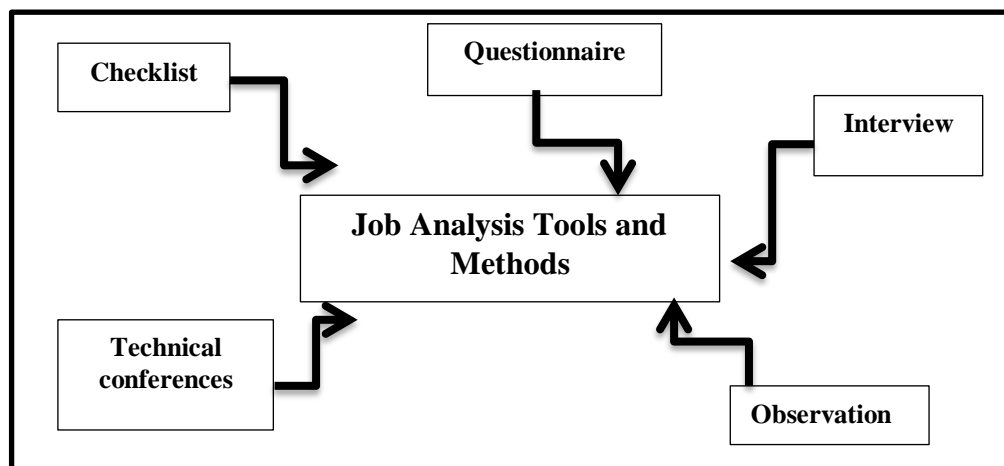 Questionnaire
Checklist
Interview
Job Analysis Tools and
Methods
Technical
conferences
Observation